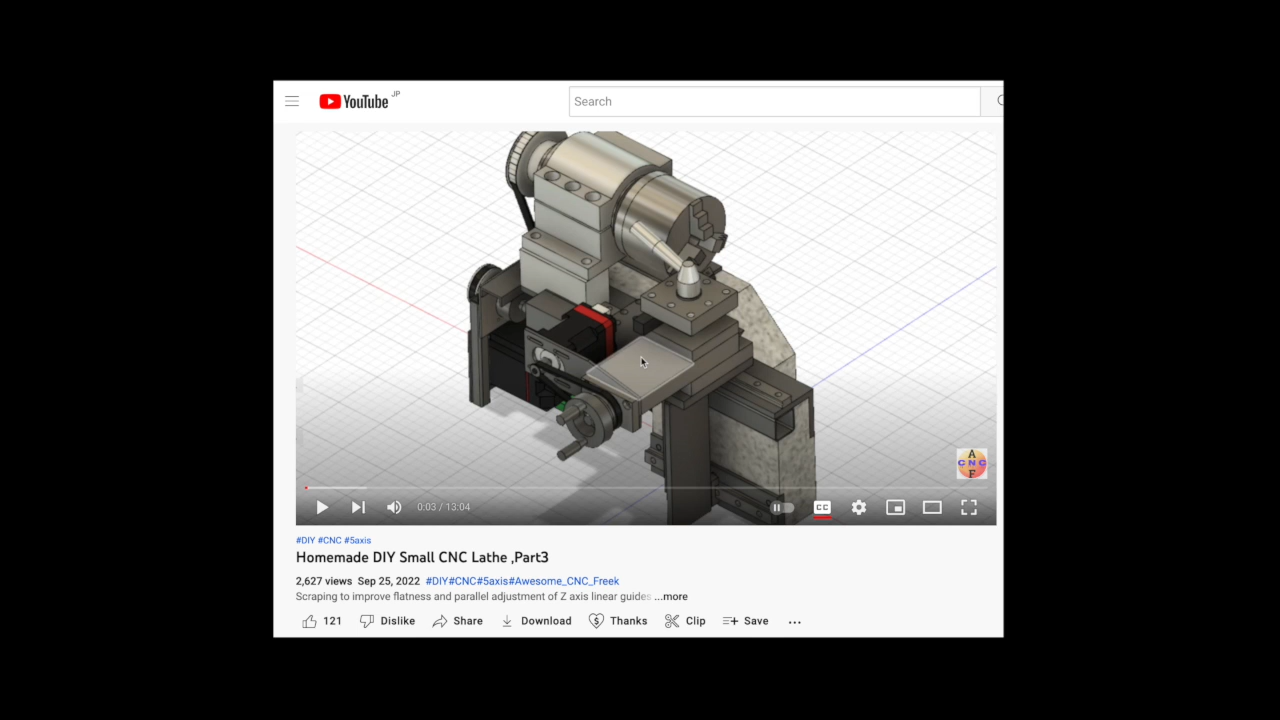 YouTube JP
Search
A
CNC
F
0:03 / 13:04
CC
#DIY #CNC #5axis
Homemade DIY Small CNC Lathe ,Part3
2,627 views Sep 25, 2022 #DIY#CNC#5axis#Awesome_CNC_Freek
Scraping to improve flatness and parallel adjustment of Z axis linear guides ...more
121 Dislike Share Download Thanks Clip Save ...